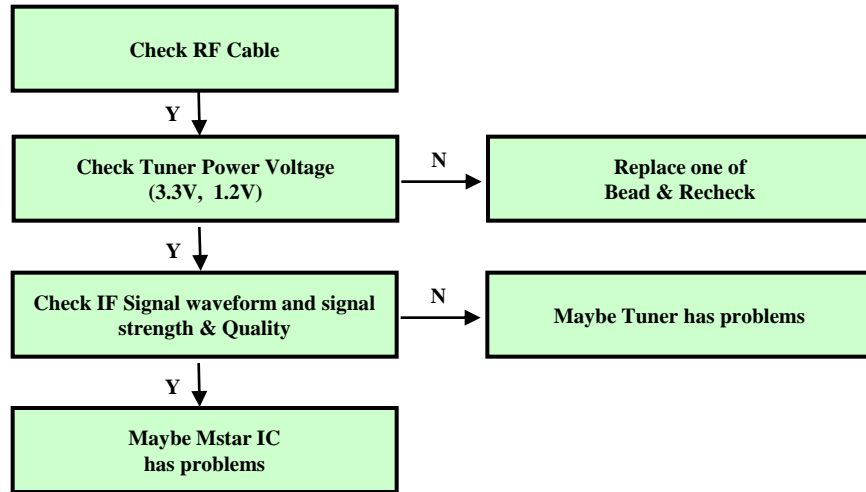 Check RF Cable
Y
Check Tuner Power Voltage
(3.3V, 1.2V)
N
Replace one of
Bead & Recheck
Y
Check IF Signal waveform and signal
strength & Quality
N
Maybe Tuner has problems
Y
Maybe Mstar IC
has problems